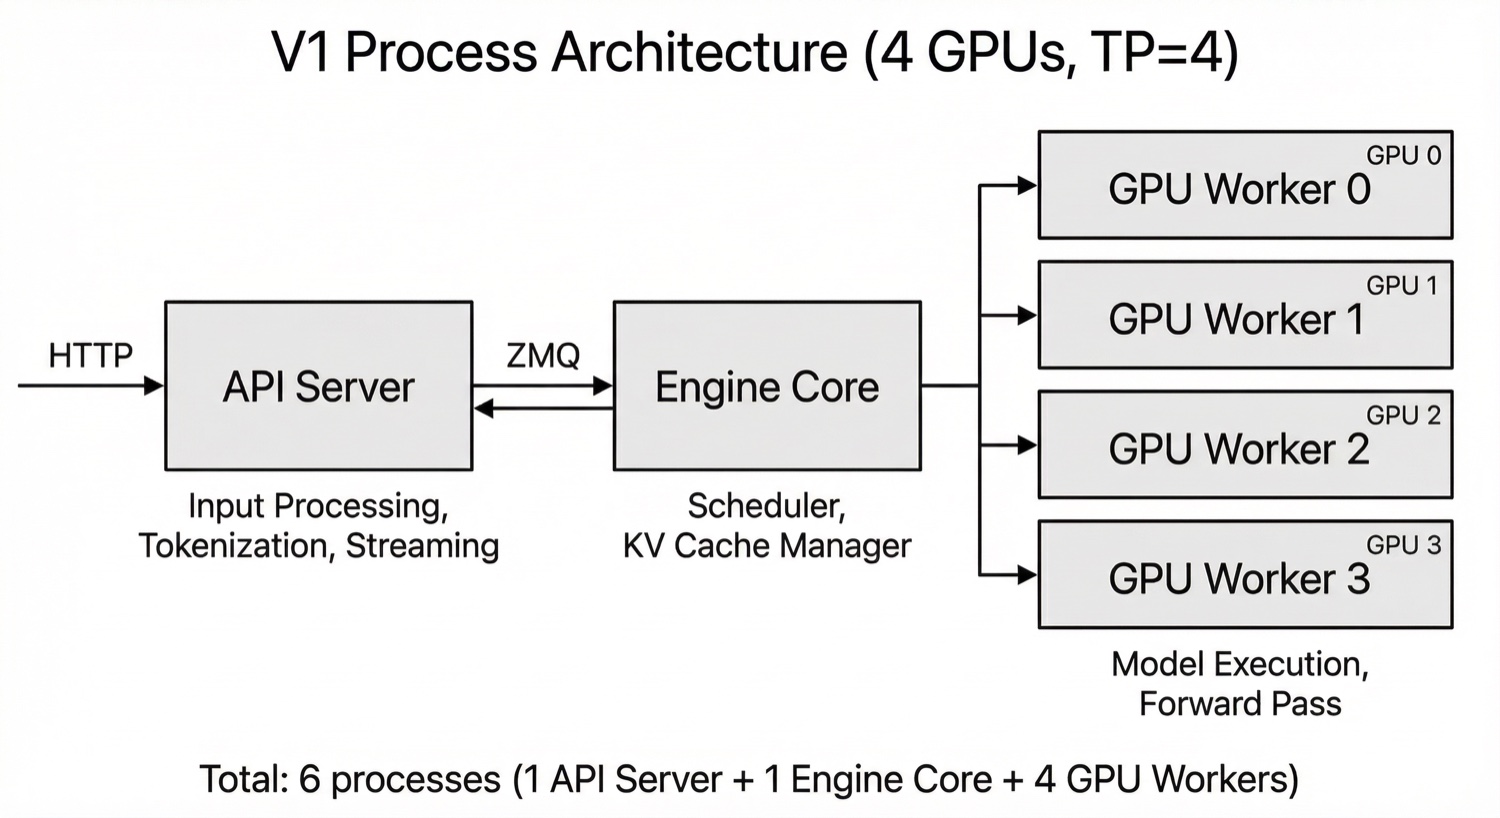 V1 Process Architecture (4 GPUs, TP=4)
HTTP
API Server
Input Processing,
Tokenization, Streaming
ZMQ
Engine Core
Scheduler,
KV Cache Manager
GPU 0
GPU Worker 0
GPU 1
GPU Worker 1
GPU 2
GPU Worker 2
GPU 3
GPU Worker 3
Model Execution,
Forward Pass
Total: 6 processes (1 API Server + 1 Engine Core + 4 GPU Workers)